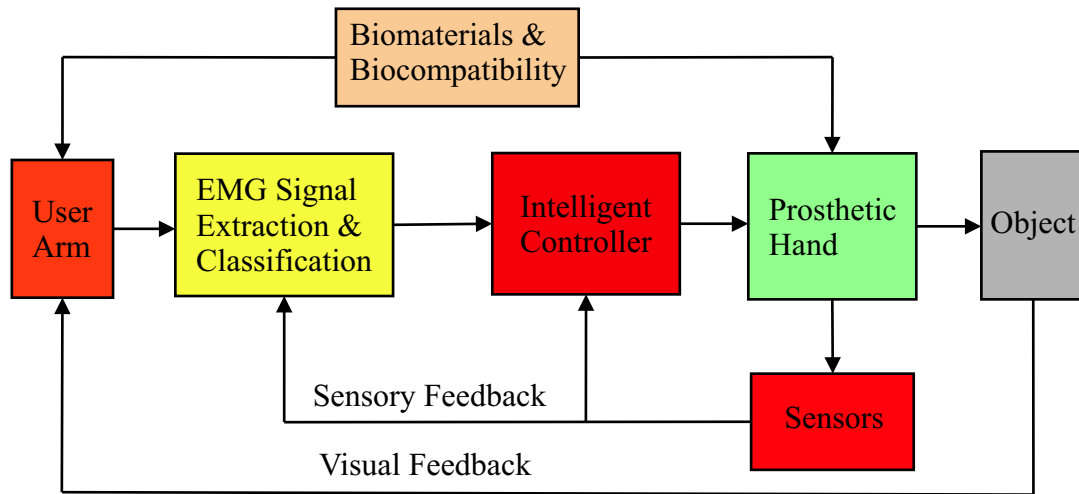 Biomaterials &
Biocompatibility
User
Arm
EMG Signal
Extraction &
Classification
Intelligent
Controller
Prosthetic
Hand
Object
Sensory Feedback
Sensors
Visual Feedback